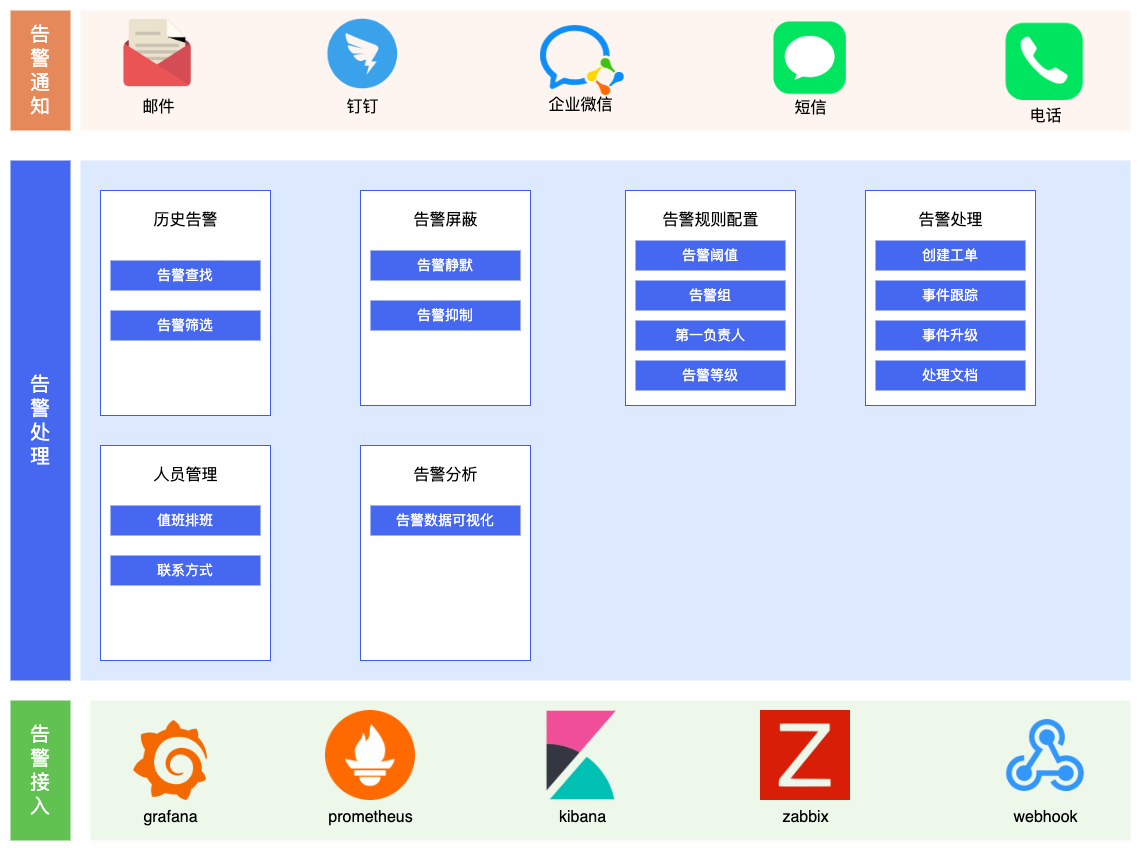 告警通知
邮件
钉钉
企业微信
短信
电话
告警处理
历史告警
告警查找
告警筛选
告警屏蔽
告警静默
告警抑制
告警规则配置
告警阈值
告警组
第一负责人
告警等级
告警处理
创建工单
事件跟踪
事件升级
处理文档
人员管理
值班排班
联系方式
告警分析
告警数据可视化
告警接入
grafana
prometheus
kibana
Z
zabbix
webhook